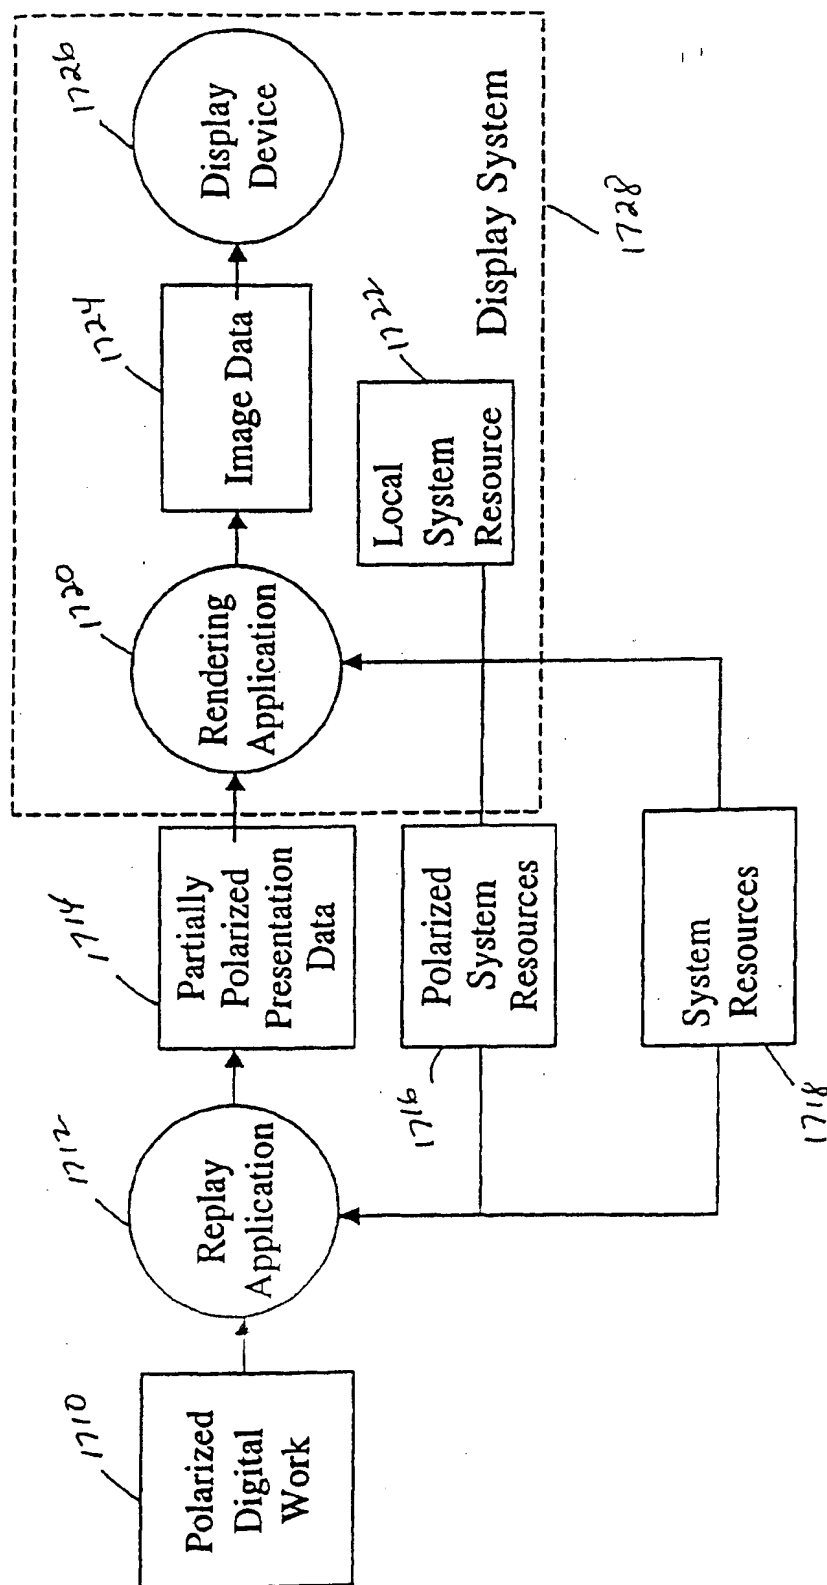 1710
Polarized
Digital
Work
1712
Replay
Application
1714
Partially
Polarized
Presentation
Data
1716
Polarized
System
Resources
1718
System
Resources
1720
Rendering
Application
1722
Local
System
Resource
1724
Image Data
1726
Display
Device
Display System
1728